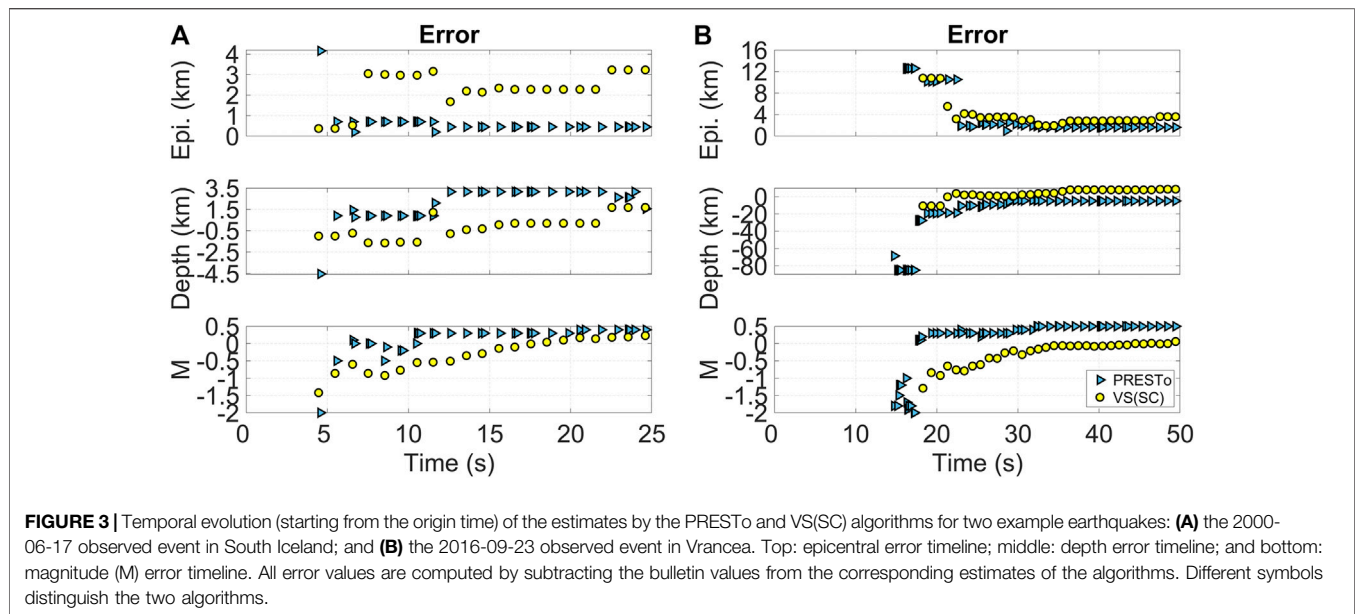 A
Error
4
3
2
1
0
Epi. (km)
3.5
1.5
-0.5
-2.5
-4.5
Depth (km)
0.5
0
-0.5
-1
-1.5
-2
M
0
5
10
15
20
25
Time (s)
B
Error
16
12
8
4
0
Epi. (km)
0
-20
-40
-60
-80
Depth (km)
0.5
0
-0.5
-1
-1.5
-2
M
PRESTo
VS(SC)
0
10
20
30
40
50
Time (s)
FIGURE 3 | Temporal evolution (starting from the origin time) of the estimates by the PRESTo and VS(SC) algorithms for two example earthquakes: (A) the 2000-
06-17 observed event in South Iceland; and (B) the 2016-09-23 observed event in Vrancea. Top: epicentral error timeline; middle: depth error timeline; and bottom:
magnitude (M) error timeline. All error values are computed by subtracting the bulletin values from the corresponding estimates of the algorithms. Different symbols
distinguish the two algorithms.